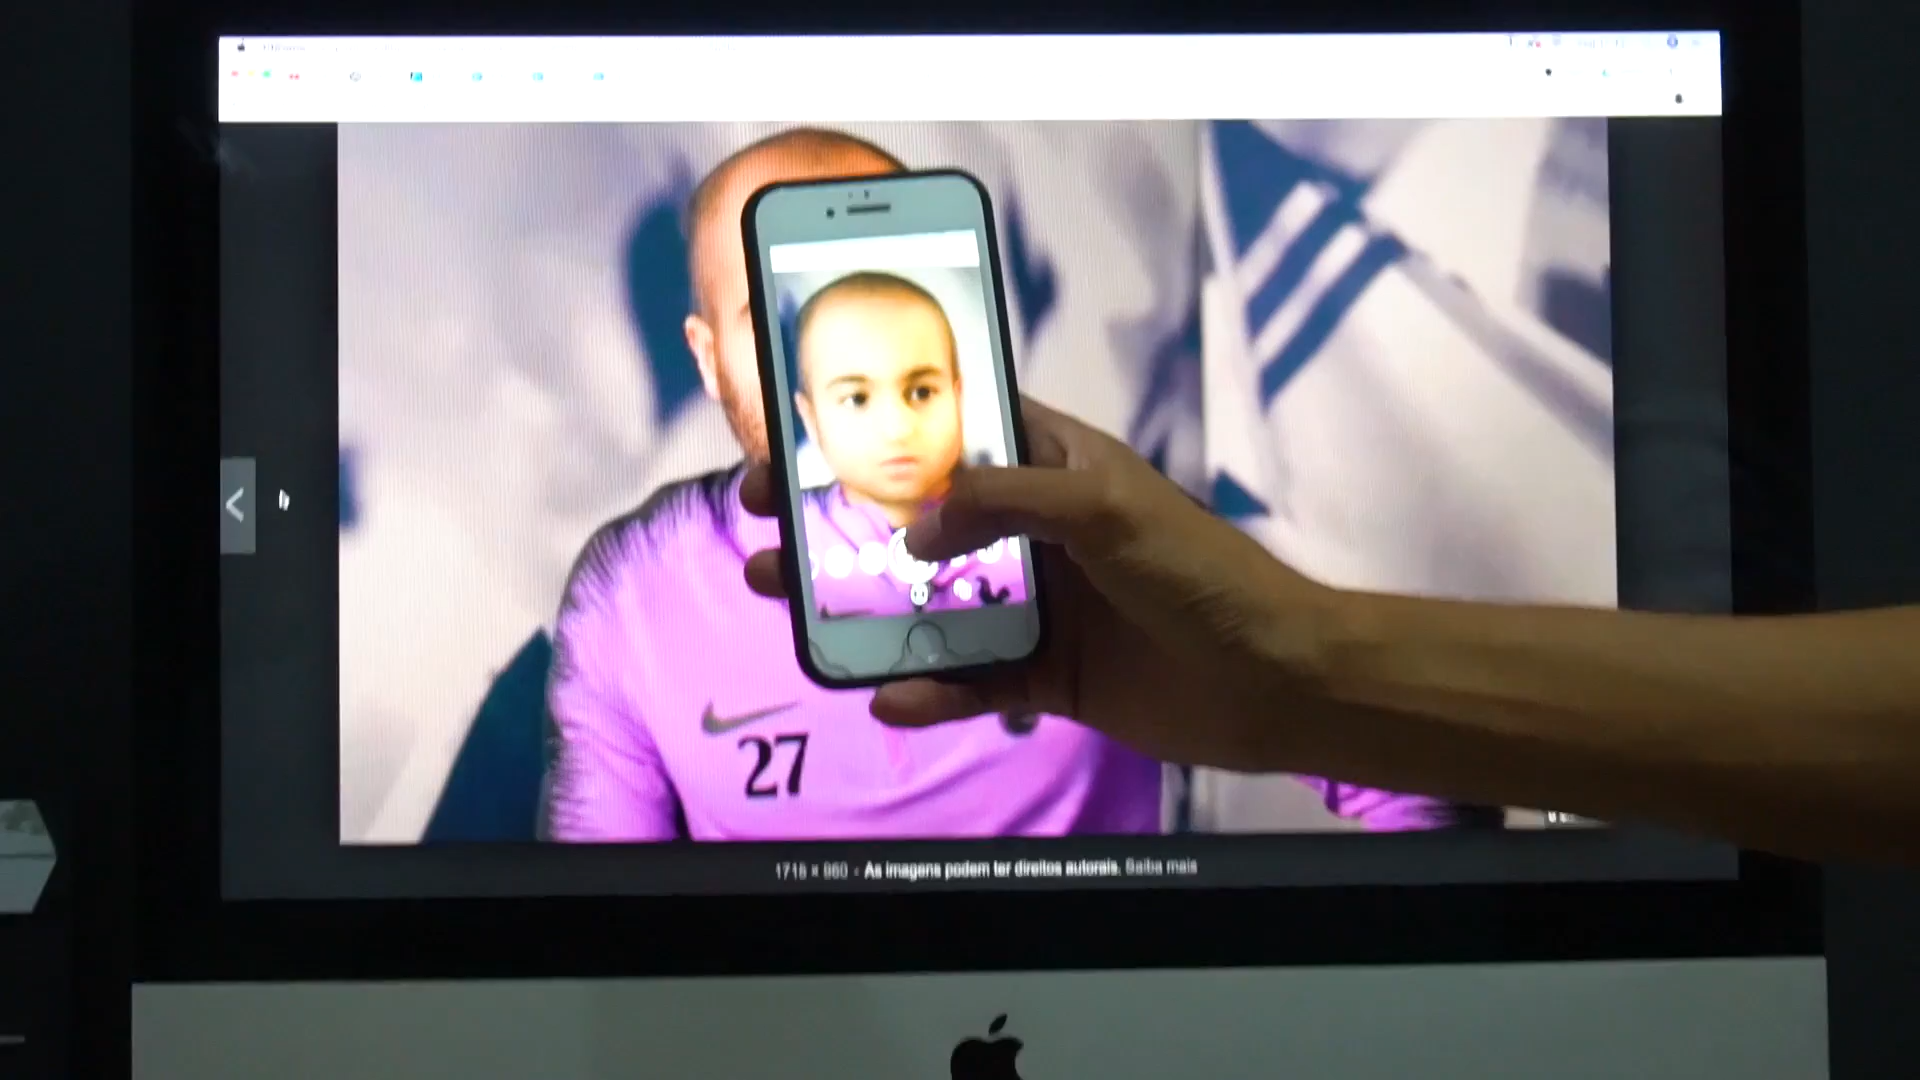 27
1716 × 960 - As imagens podem ter direitos autorais. Saiba mais